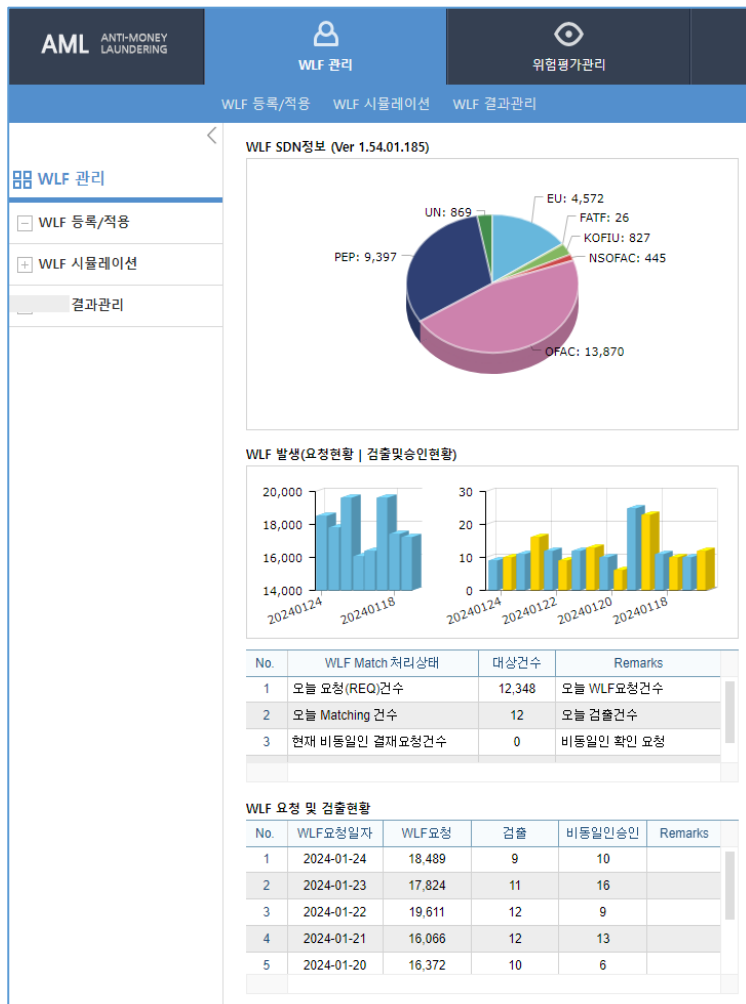 AML ANTI-MONEY LAUNDERING
WLF 관리
위험평가관리
WLF 등록/적용 WLF 시뮬레이션 WLF 결과관리
WLF 관리
WLF 등록/적용
WLF 시뮬레이션
결과관리
WLF SDN정보 (Ver 1.54.01.185)
EU: 4,572
UN: 869
FATF: 26
KOFIU: 827
PEP: 9,397
NSOFAC: 445
OFAC: 13,870
WLF 발생(요청현황 | 검출및승인현황)
20,000
18,000
16,000
14,000
20240124 20240118
30
20
10
0
20240124 20240122 20240120 20240118
No. WLF Match 처리상태 대상건수 Remarks
1 오늘 요청(REQ)건수 12,348 오늘 WLF요청건수
2 오늘 Matching 건수 12 오늘 검출건수
3 현재 비동일인 결재요청건수 0 비동일인 확인 요청
WLF 요청 및 검출현황
No. WLF요청일자 WLF요청 검출 비동일인승인 Remarks
1 2024-01-24 18,489 9 10
2 2024-01-23 17,824 11 16
3 2024-01-22 19,611 12 9
4 2024-01-21 16,066 12 13
5 2024-01-20 16,372 10 6